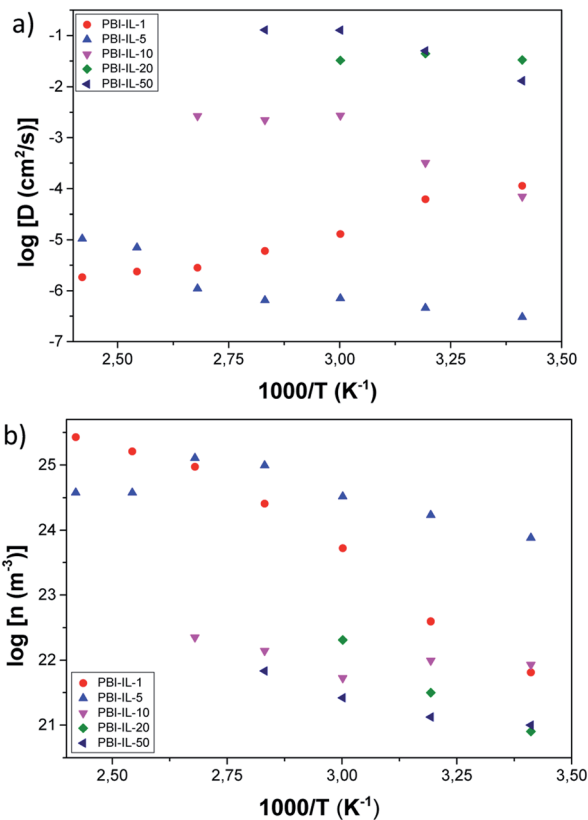 a)
PBI-IL-1
PBI-IL-5
PBI-IL-10
PBI-IL-20
PBI-IL-50
log [D (cm²/s)]
-1
-2
-3
-4
-5
-6
-7
2,50 2,75 3,00 3,25 3,50
1000/T (K⁻¹)
b)
log [n (m⁻³)]
25
24
23
22
21
PBI-IL-1
PBI-IL-5
PBI-IL-10
PBI-IL-20
PBI-IL-50
2,50 2,75 3,00 3,25 3,50
1000/T (K⁻¹)